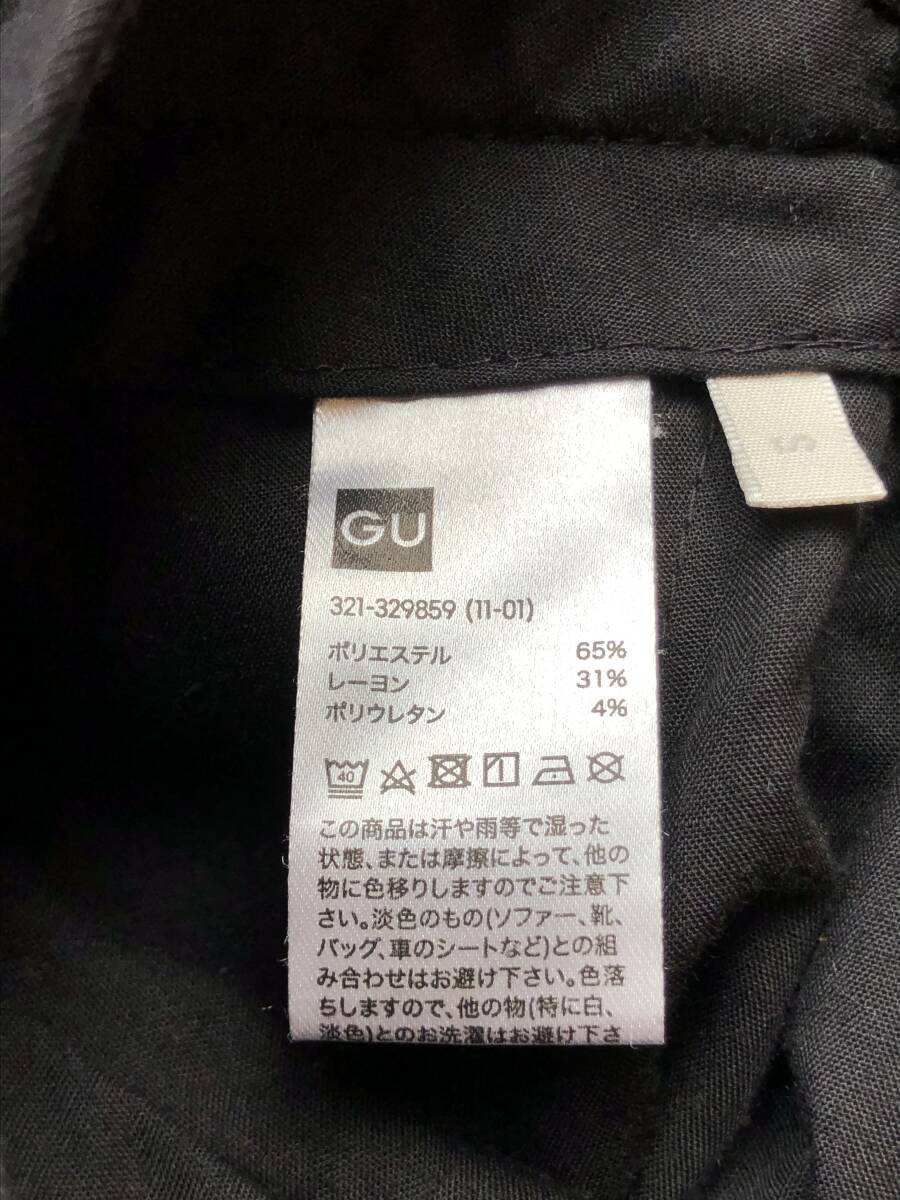 GU
S
321-329859 (11-01)
ポリエステル 65%
レーヨン 31%
ポリウレタン 4%
40
この商品は汗や雨等で湿った
状態、または摩擦によって、他の
物に色移りしますのでご注意下
さい。淡色のもの(ソファー、靴、
バッグ、車のシートなど)との組
み合わせはお避け下さい。色落
ちしますので、他の物(特に白、
淡色)とのお洗濯はお避け下さ